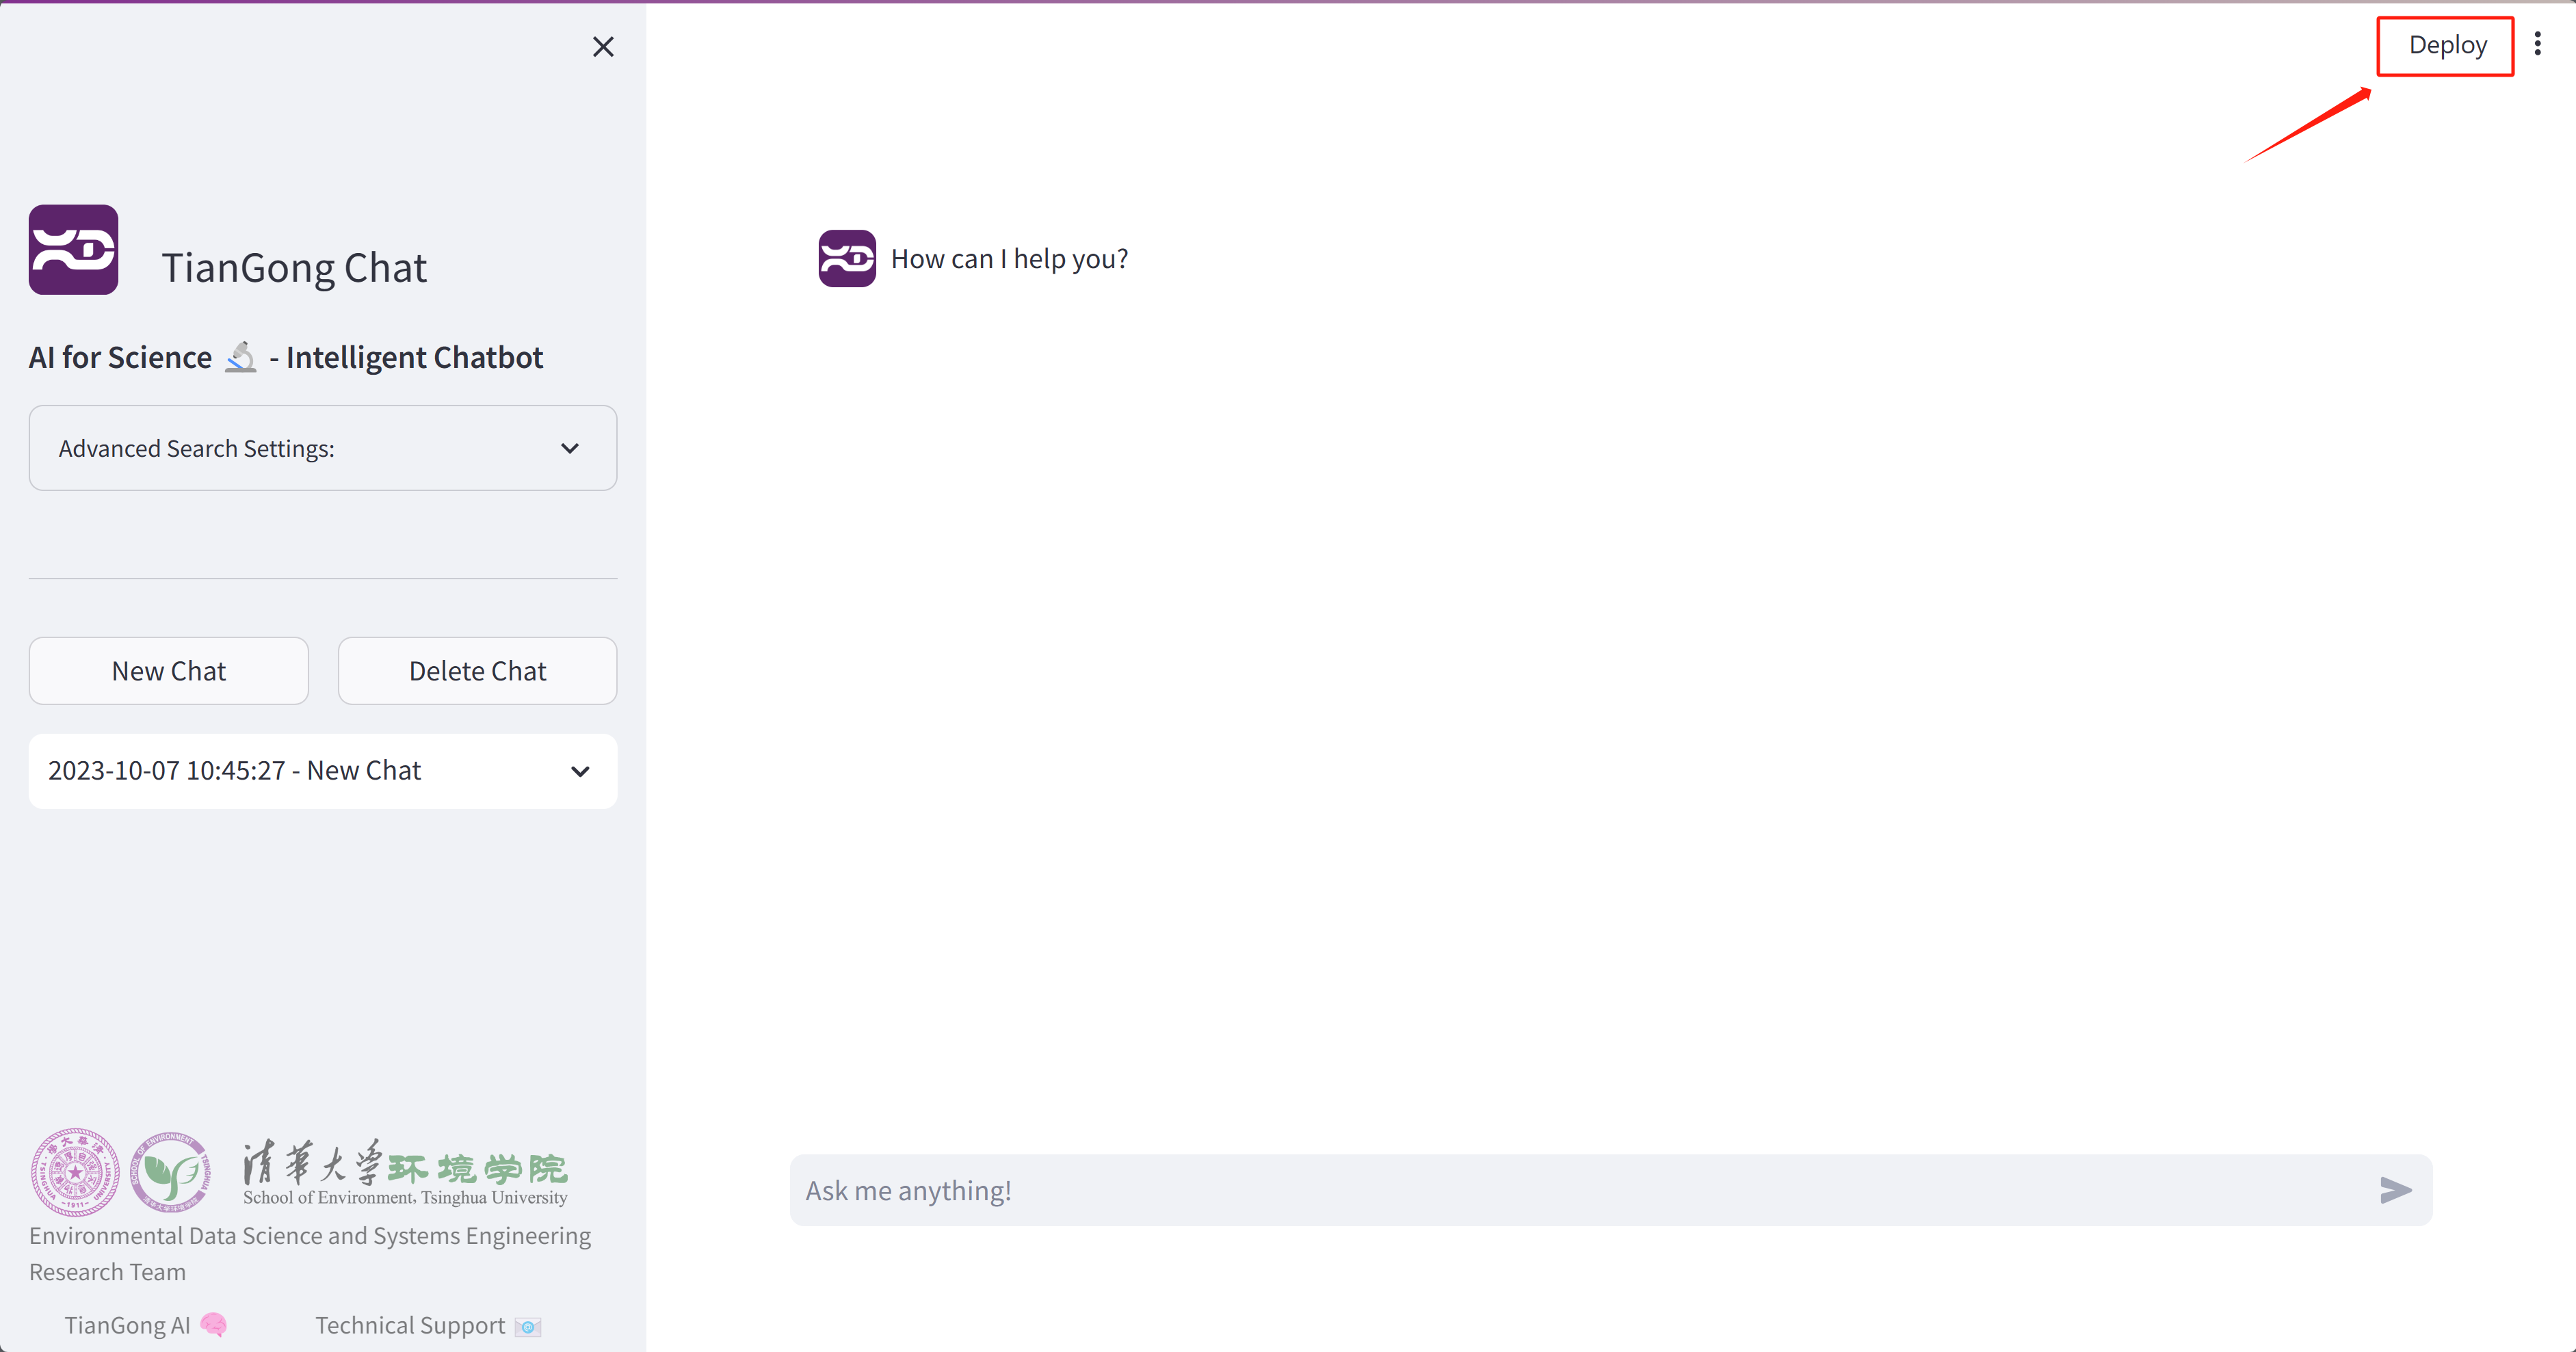 Deploy
TianGong Chat
How can I help you?
AI for Science - Intelligent Chatbot
Advanced Search Settings:
New Chat
Delete Chat
2023-10-07 10:45:27 - New Chat
清華大学环境学院
School of Environment, Tsinghua University
Ask me anything!
Environmental Data Science and Systems Engineering
Research Team
TianGong AI
Technical Support